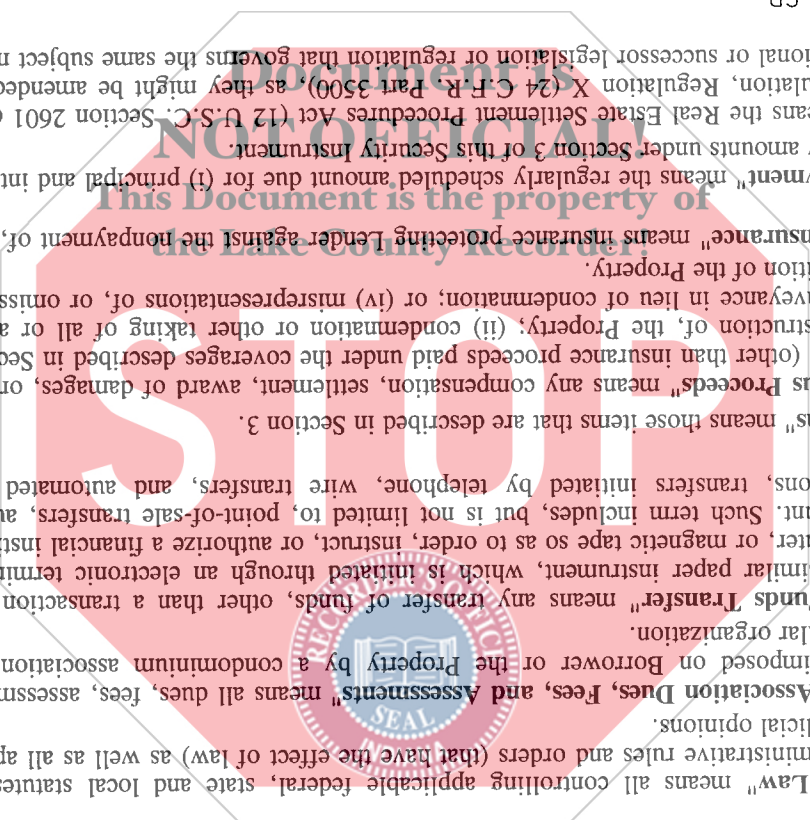 Document is
NOT OFFICIAL!
This Document is the property of
the Lake County Recorder!
STOP
RECORDER'S OFFICE
SEAL
Law" means all controlling applicable federal, state and local statutes
ministrative rules and orders (that have the effect of law) as well as all ap
dicial opinions.
Association Dues, Fees, and Assessments" means all dues, fees, assessm
imposed on Borrower or the Property by a condominium association
lar organization.
Funds Transfer" means any transfer of funds, other than a transaction
imilar paper instrument, which is initiated through an electronic termin
ter, or magnetic tape so as to order, instruct, or authorize a financial insti
unt. Such term includes, but is not limited to, point-of-sale transfers, au
ons, transfers initiated by telephone, wire transfers, and automated
ns" means those items that are described in Section 3.
us Proceeds" means any compensation, settlement, award of damages, or
(other than insurance proceeds paid under the coverages described in Sec
struction of, the Property; (ii) condemnation or other taking of all or a
veyance in lieu of condemnation; or (iv) misrepresentations of, or omiss
ition of the Property.
nsurance" means insurance protecting Lender against the nonpayment of,
yment" means the regularly scheduled amount due for (i) principal and int
amounts under Section 3 of this Security Instrument.
eans the Real Estate Settlement Procedures Act (12 U.S.C. Section 2601 e
ulation, Regulation X (24 C.F.R. Part 3500), as they might be amended
ional or successor legislation or regulation that governs the same subject m